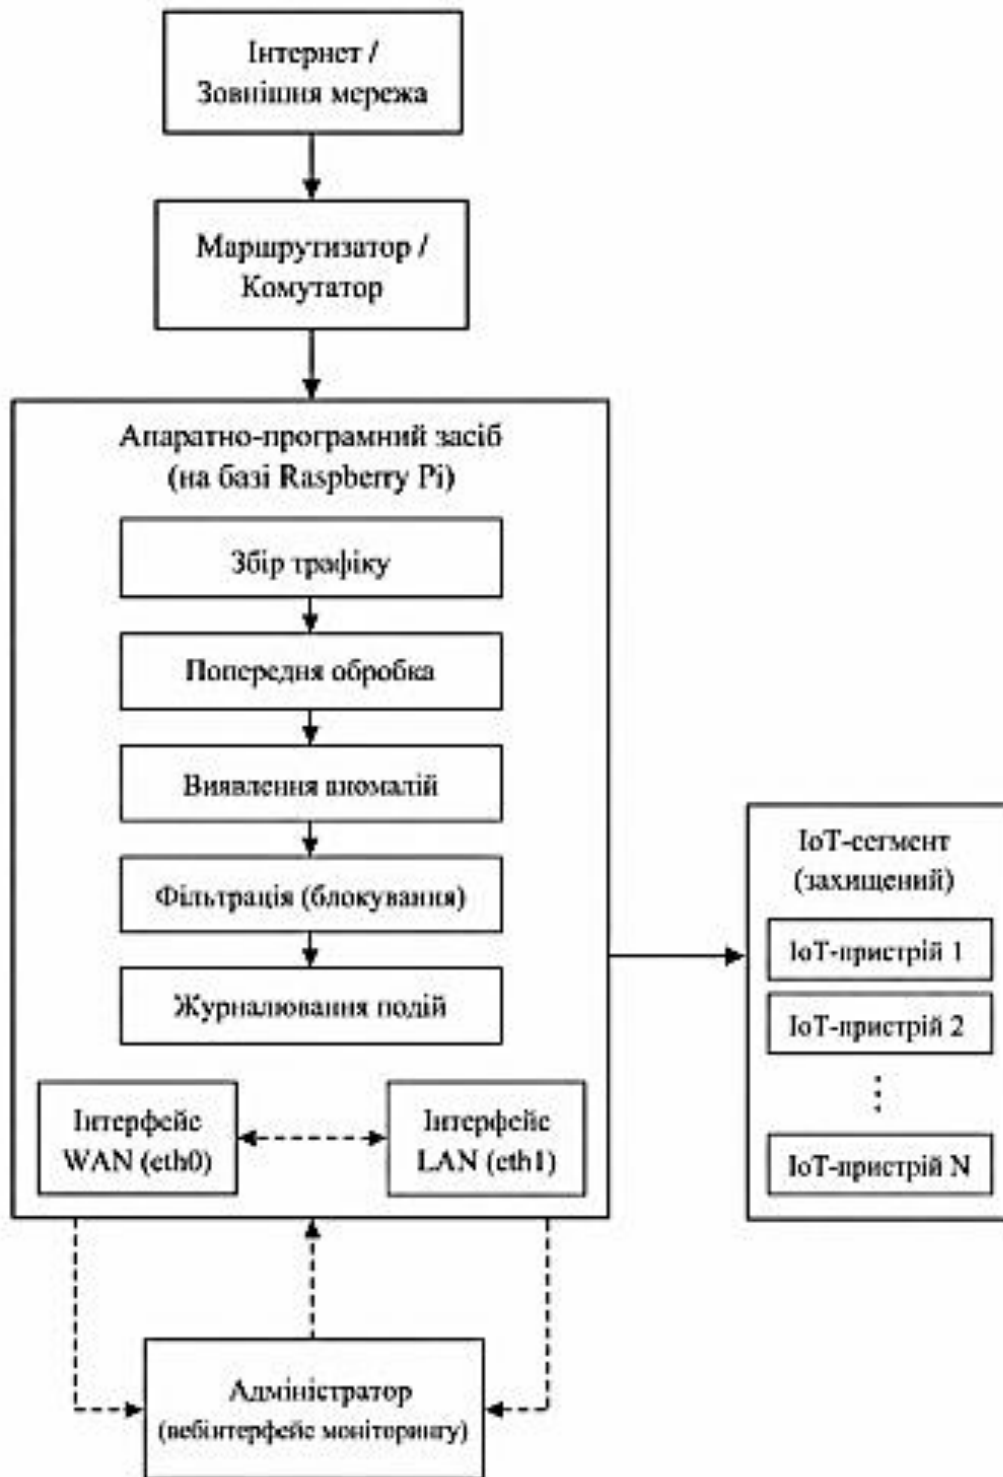 Інтернет /
Зовнішня мережа
Маршрутизатор /
Комутатор
Апаратно-програмний засіб
(на базі Raspberry Pi)
Збір трафіку
Попередня обробка
Виявлення аномалій
Фільтрація (блокування)
Журналювання подій
Інтерфейс
WAN (eth0)
Інтерфейс
LAN (eth1)
IoT-сегмент
(захищений)
IoT-пристрій 1
IoT-пристрій 2
IoT-пристрій N
Адміністратор
(вебінтерфейс моніторингу)